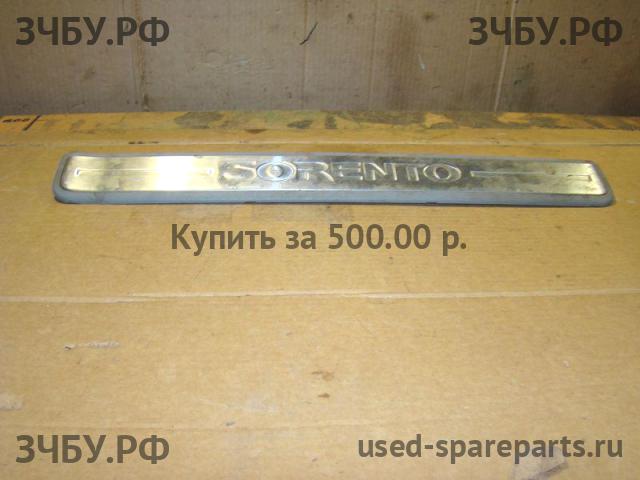 ЗЧБУ.РФ ЗЧБУ.РФ
SORENTO
Купить за 500.00 р.
ЗЧБУ.РФ used-spareparts.ru